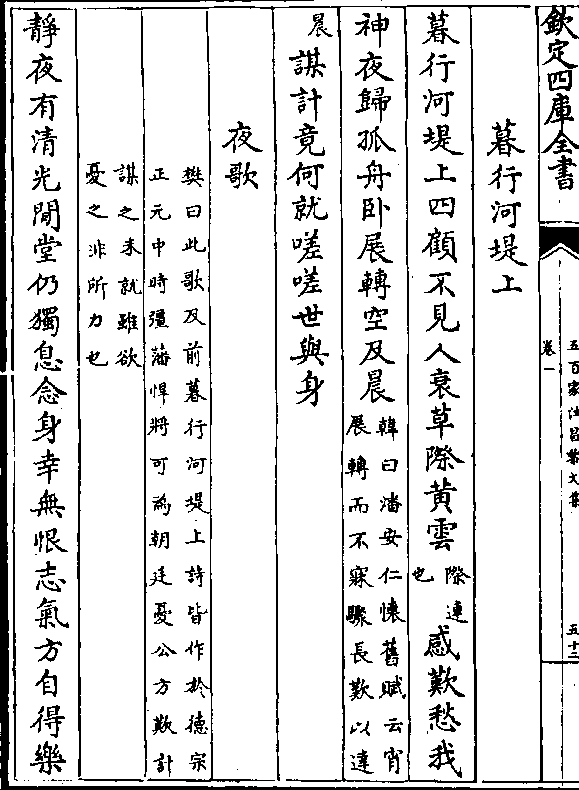 欽定四庫全書
五百家注昌黎文集
卷一
五十三
暮行河堤上
暮行河堤上四顧不見人衰草際黃雲
際連
也
感歎愁我
神夜歸孤舟卧展轉空及晨
韓曰潘安仁懷舊賦云宵
展轉而不寐驟長歎以達
晨
謀計竟何就嗟嗟世與身
夜歌
樊曰此歌及前暮行河堤上詩皆作於德宗
正元中時彊藩悍將可為朝廷憂公方歎計
謀之未就雖欲
憂之非所力也
靜夜有清光閒堂仍獨息念身幸無恨志氣方自得樂